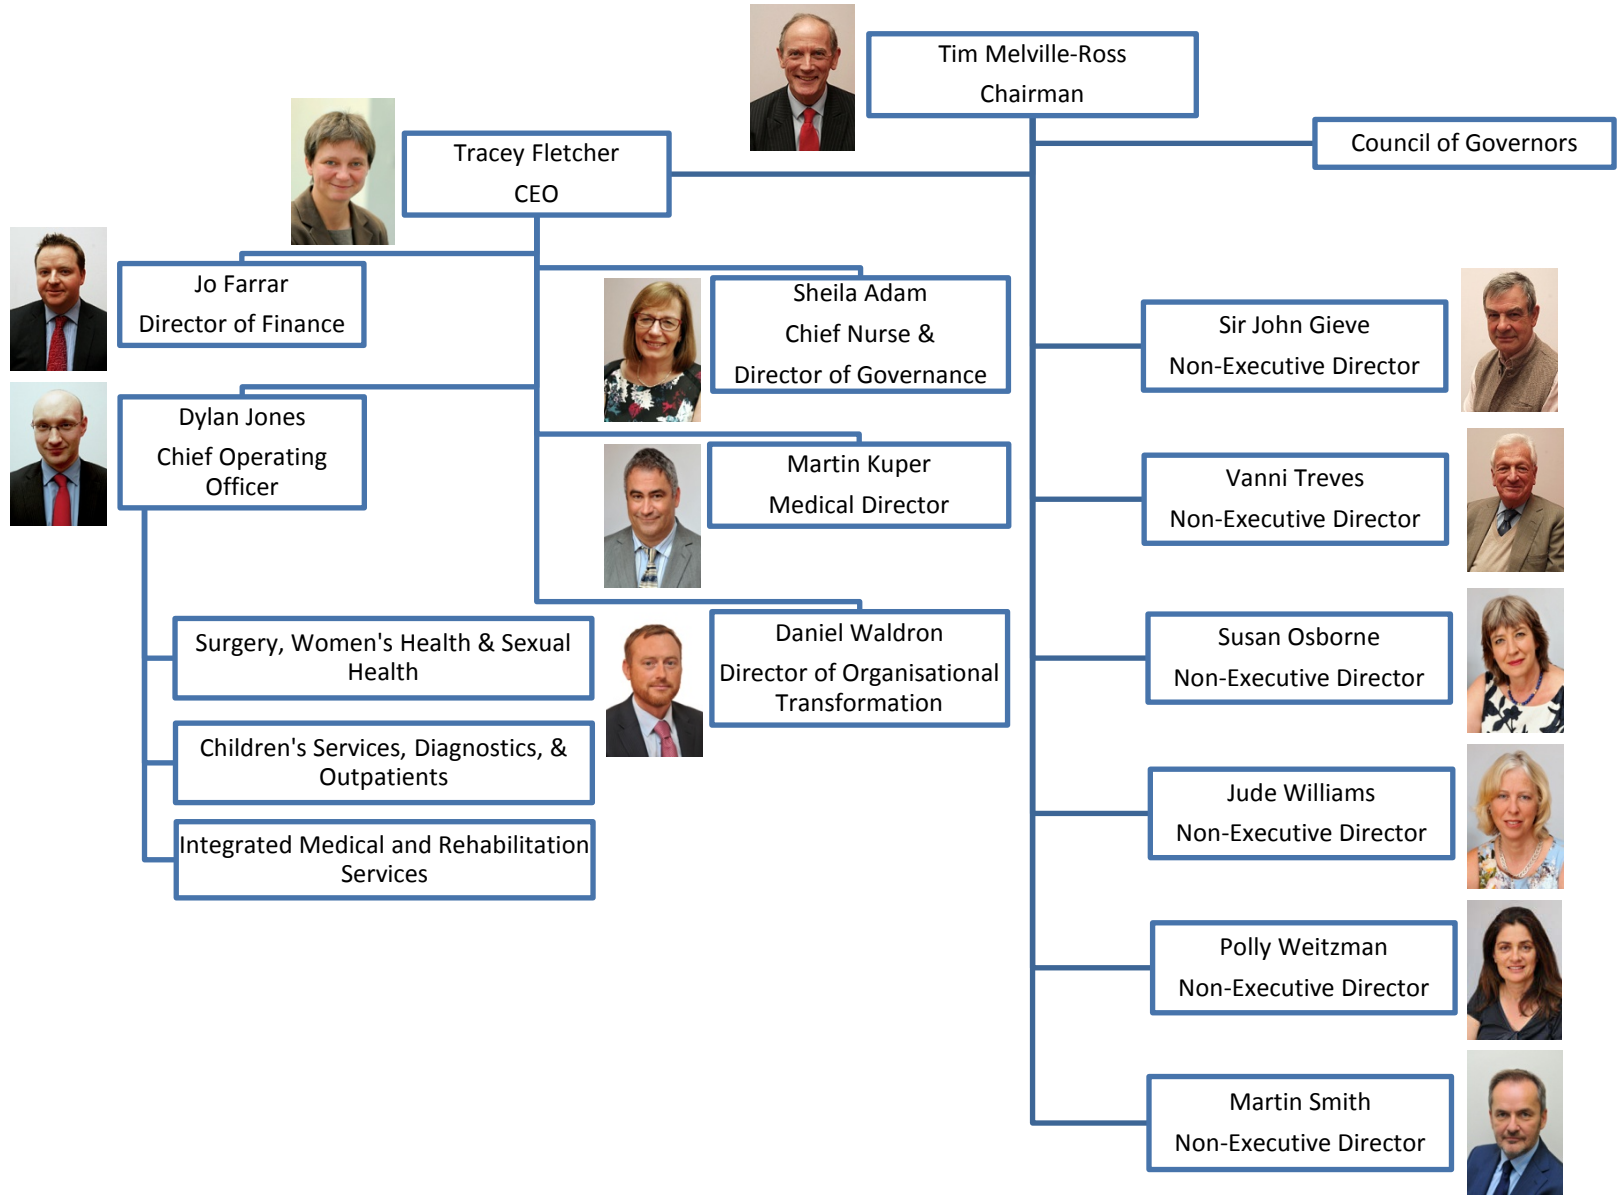 Tim Melville-Ross
Chairman
Council of Governors
Tracey Fletcher
CEO
Jo Farrar
Director of Finance
Sheila Adam
Chief Nurse &
Director of Governance
Dylan Jones
Chief Operating
Officer
Martin Kuper
Medical Director
Daniel Waldron
Director of Organisational
Transformation
Surgery, Women's Health & Sexual
Health
Children's Services, Diagnostics, &
Outpatients
Integrated Medical and Rehabilitation
Services
Sir John Gieve
Non-Executive Director
Vanni Treves
Non-Executive Director
Susan Osborne
Non-Executive Director
Jude Williams
Non-Executive Director
Polly Weitzman
Non-Executive Director
Martin Smith
Non-Executive Director